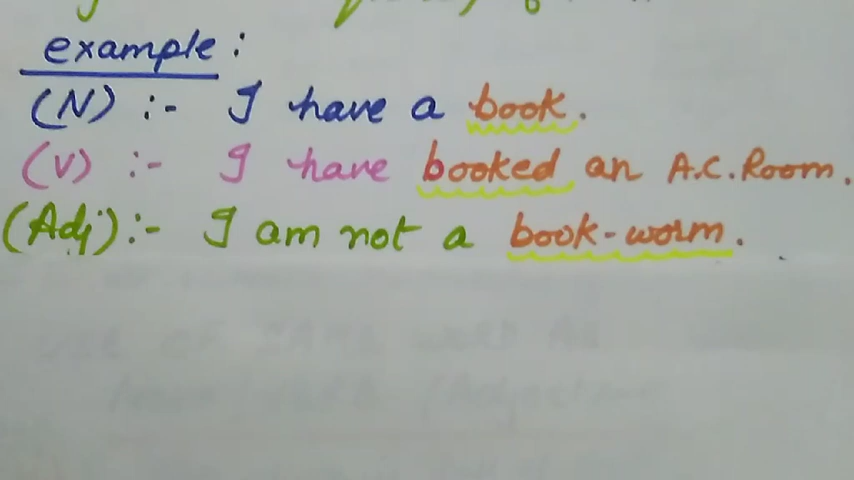 example :
(N) :- I have a book.
(V) :- I have booked an A.C. Room.
(Adj) :- I am not a book-worm.